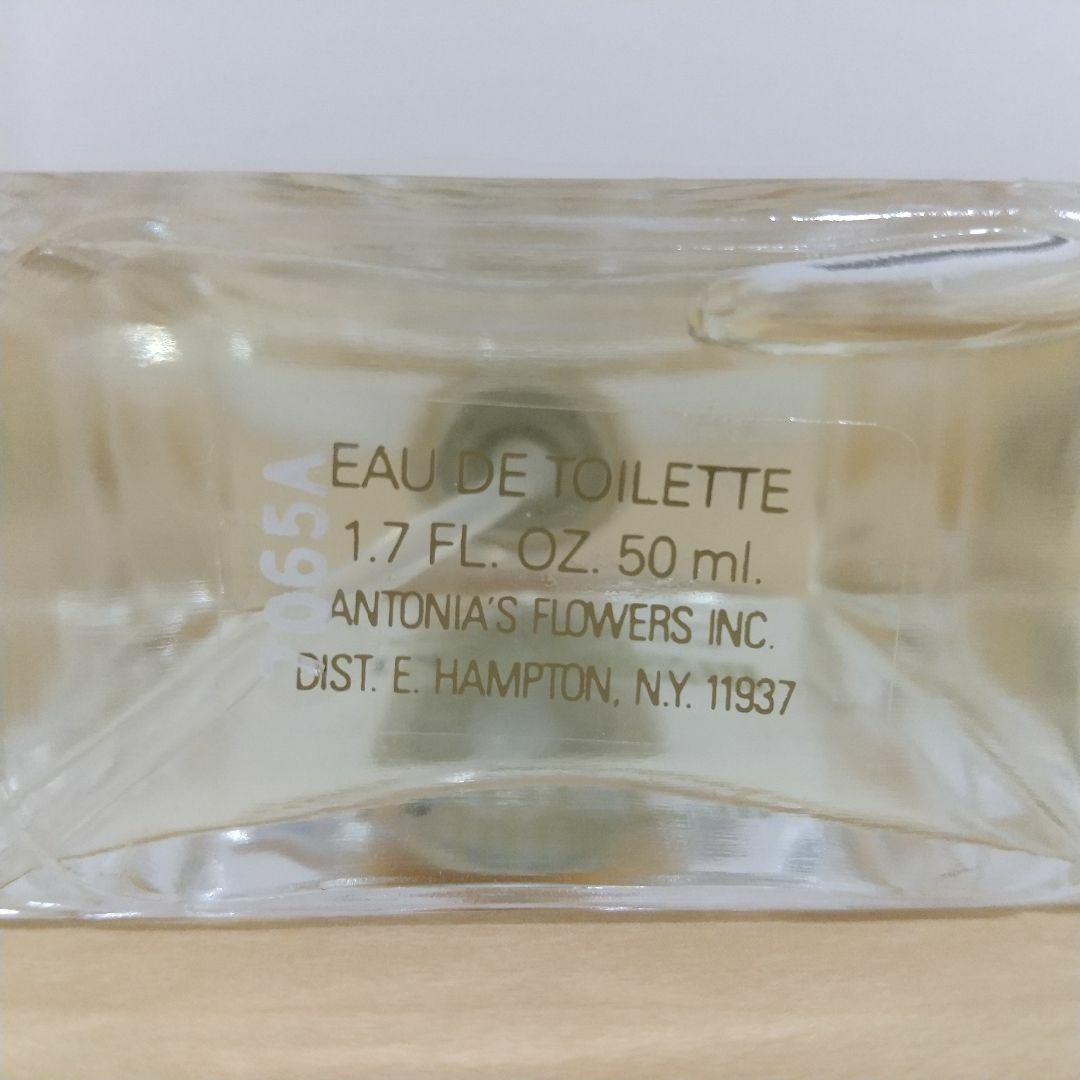 EAU DE TOILETTE
1.7 FL. OZ. 50 ml.
ANTONIA'S FLOWERS INC.
DIST. E. HAMPTON, N.Y. 11937